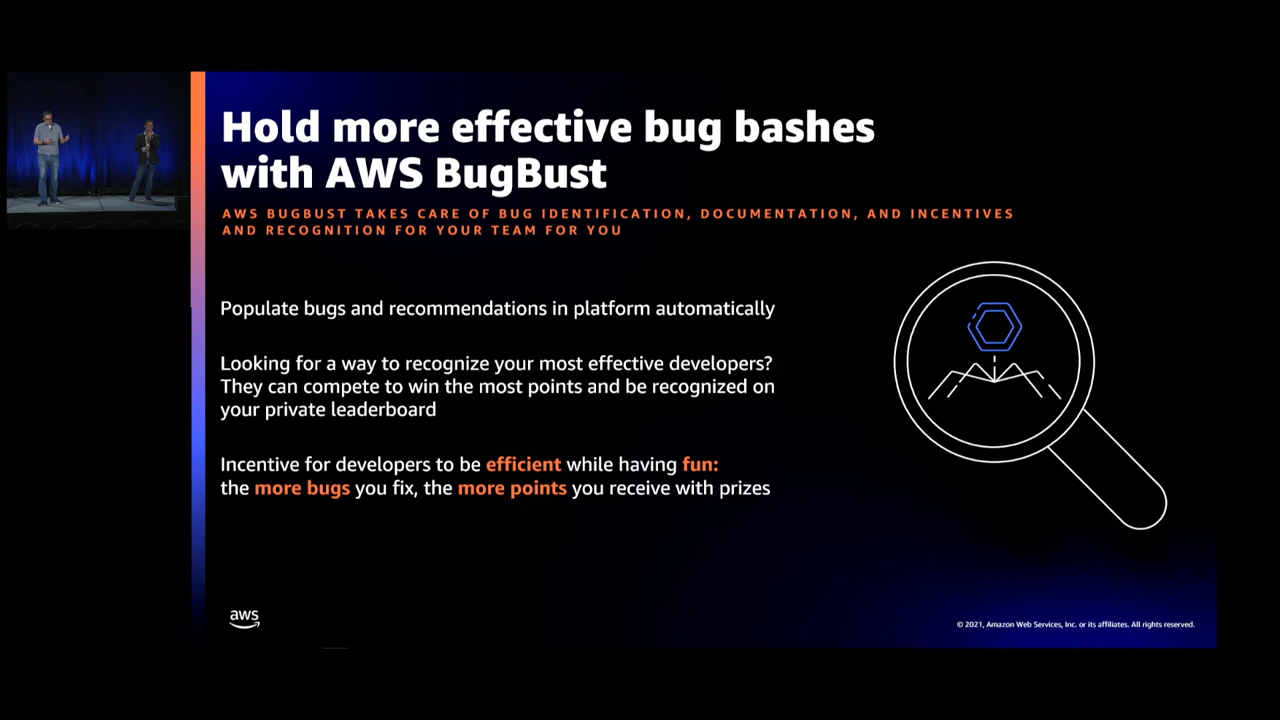 Hold more effective bug bashes
with AWS BugBust
AWS BUGBUST TAKES CARE OF BUG IDENTIFICATION, DOCUMENTATION, AND INCENTIVES
AND RECOGNITION FOR YOUR TEAM FOR YOU
Populate bugs and recommendations in platform automatically
Looking for a way to recognize your most effective developers?
They can compete to win the most points and be recognized on
your private leaderboard
Incentive for developers to be efficient while having fun:
the more bugs you fix, the more points you receive with prizes
aws
© 2021, Amazon Web Services, Inc. or its affiliates. All rights reserved.